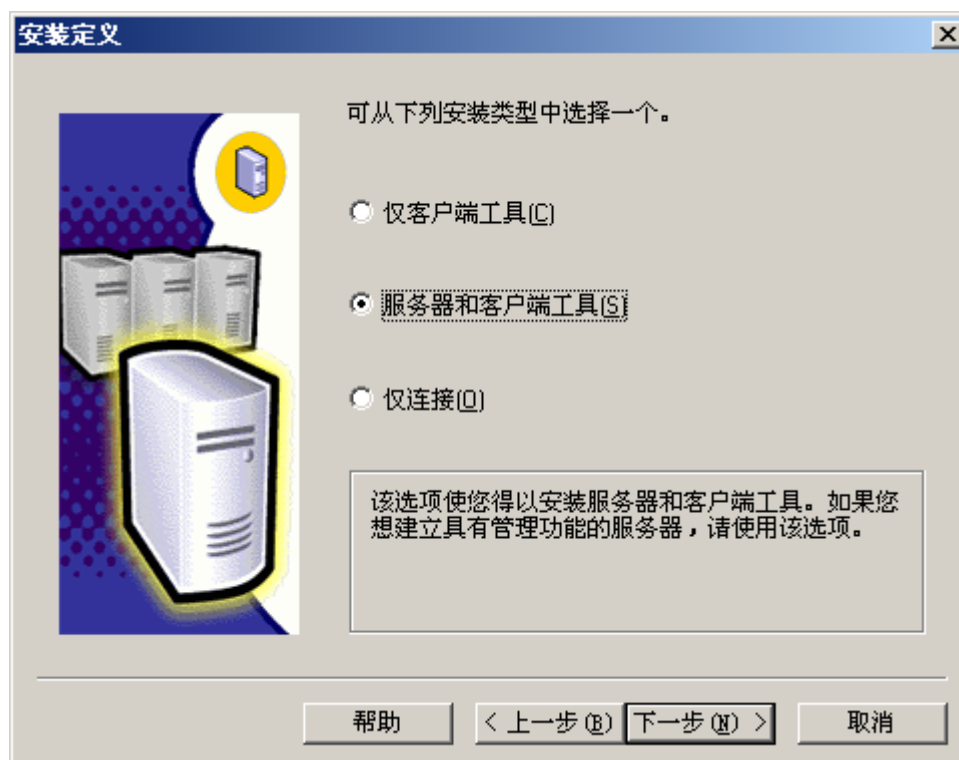 安装定义
可从下列安装类型中选择一个。
仅客户端工具(C)
服务器和客户端工具(S)
仅连接(O)
该选项使您得以安装服务器和客户端工具。如果您
想建立具有管理功能的服务器，请使用该选项。
帮助
< 上一步(B)
下一步(N) >
取消